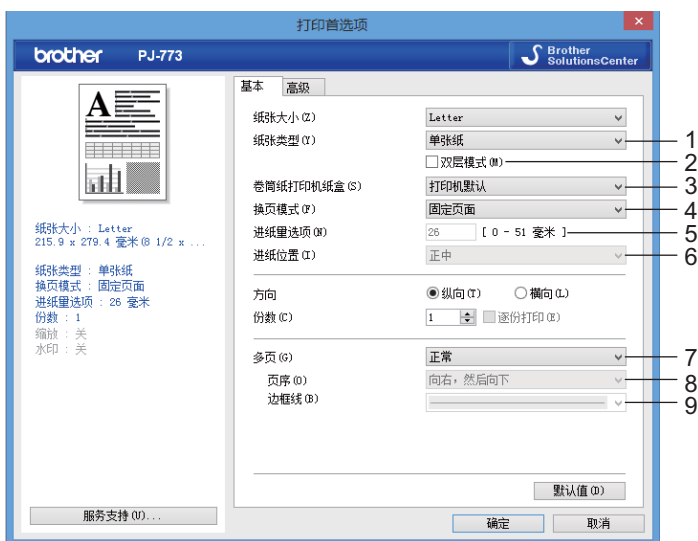 打印首选项
brother PJ-773 Brother SolutionsCenter
基本 高级
纸张大小(Z) Letter
纸张类型(Y) 单张纸 1
双层模式(M) 2
卷筒纸打印机纸盒(S) 打印机默认 3
换页模式(F) 固定页面 4
进纸量选项(N) 26 [ 0 - 51 毫米 ] 5
进纸位置(I) 正中 6
方向 纵向(T) 横向(L)
份数(C) 1 逐份打印(E)
多页(G) 正常 7
页序(O) 向右，然后向下 8
边框线(B) 9
默认值(D)
A
纸张大小 : Letter
215.9 x 279.4 毫米(8 1/2 x ...
纸张类型 : 单张纸
换页模式 : 固定页面
进纸量选项 : 26 毫米
份数 : 1
缩放 : 关
水印 : 关
服务支持(U)...
确定 取消